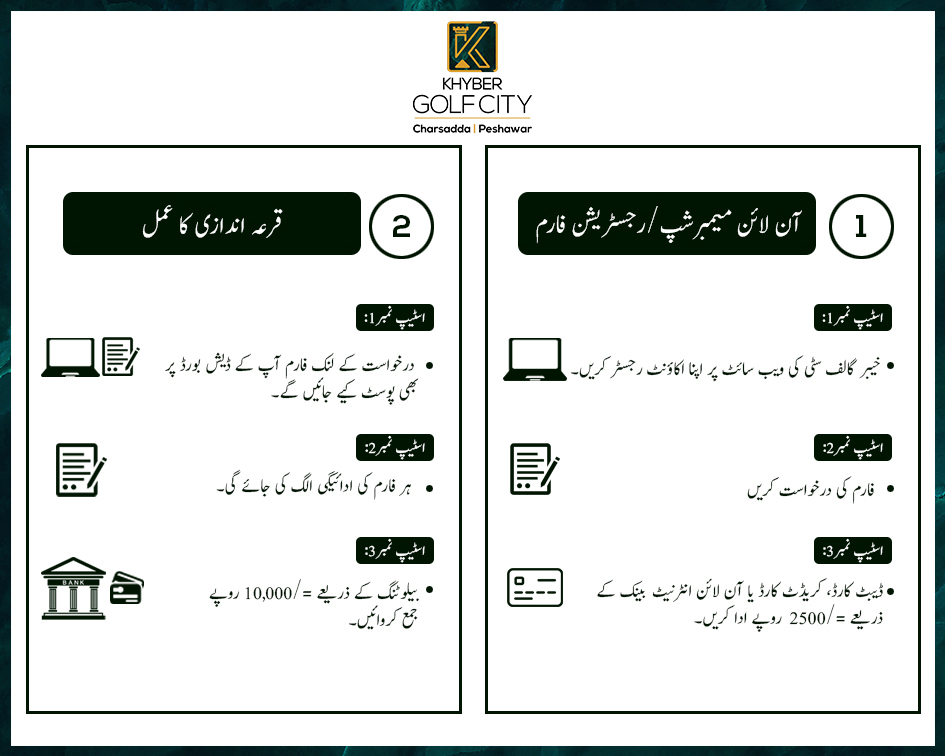 KHYBER
GOLF CITY
Charsadda | Peshawar
1
آن لائن میمبرشپ/رجسٹریشن فارم
اسٹیپ نمبر1:
• خیبر گالف سٹی کی ویب سائٹ پر اپنا اکاؤنٹ رجسٹر کریں۔
اسٹیپ نمبر2:
• فارم کی درخواست کریں
اسٹیپ نمبر3:
• ڈیبٹ کارڈ، کریڈٹ کارڈ یا آن لائن انٹرنیٹ بینک کے
ذریعے =/2500 روپے ادا کریں۔
2
قرعہ اندازی کا عمل
اسٹیپ نمبر1:
• درخواست کے لنک فارم آپ کے ڈیش بورڈ پر
بھی پوسٹ کیے جائیں گے۔
اسٹیپ نمبر2:
• ہر فارم کی ادائیگی الگ کی جائے گی۔
اسٹیپ نمبر3:
BANK
• بیلوٹنگ کے ذریعے =/10,000 روپے
جمع کروائیں۔